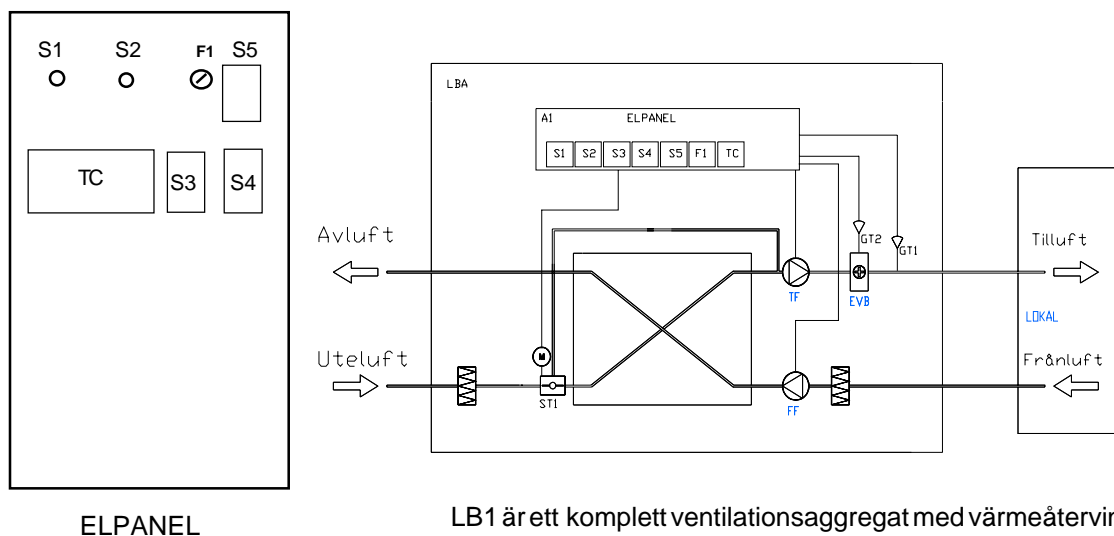 S1 S2 F1 S5
TC S3 S4
ELPANEL
LBA
A1 ELPANEL
S1 S2 S3 S4 S5 F1 TC
Avluft
GT2 GT1
Tilluft
TF
EVB
LOKAL
Uteluft
M
Frånluft
ST1
FF
LB1 är ett komplett ventilationsaggregat med värmeåtervi